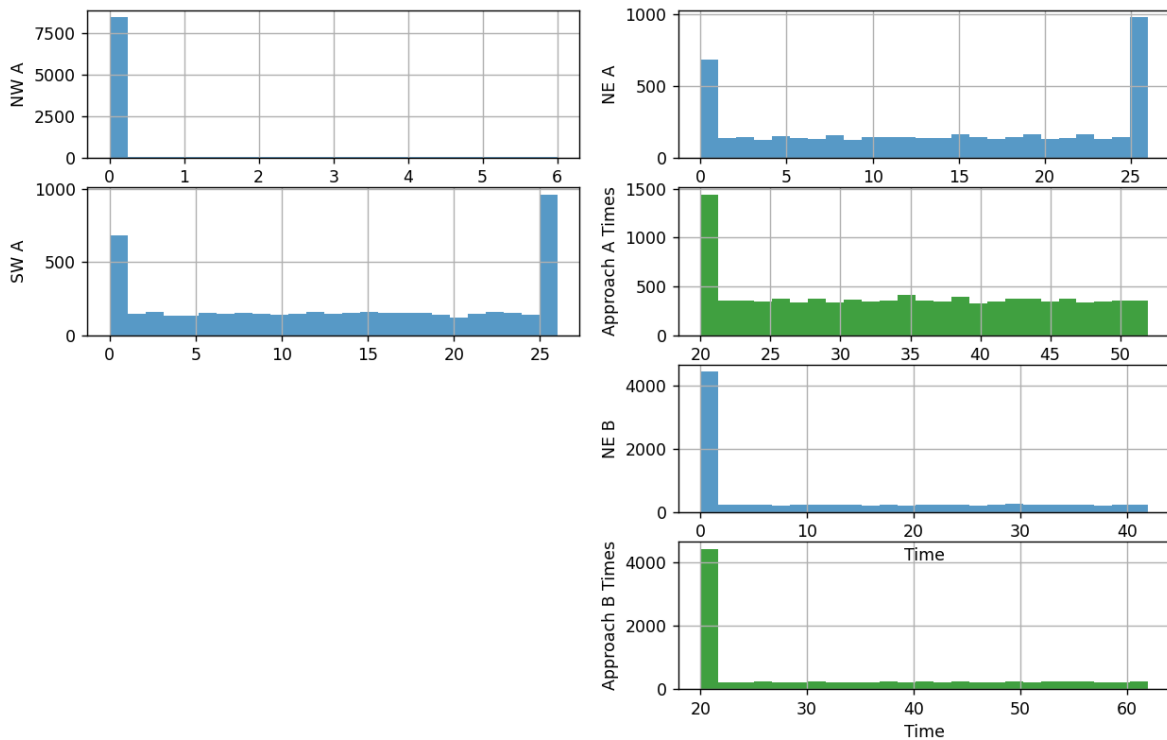 NW A
7500
5000
2500
0
0 1 2 3 4 5 6
NE A
1000
500
0
0 5 10 15 20 25
SW A
1000
500
0
0 5 10 15 20 25
Approach A Times
1500
1000
500
0
20 25 30 35 40 45 50
NE B
4000
2000
0
0 10 20 30 40
Time
Approach B Times
4000
2000
0
20 30 40 50 60
Time